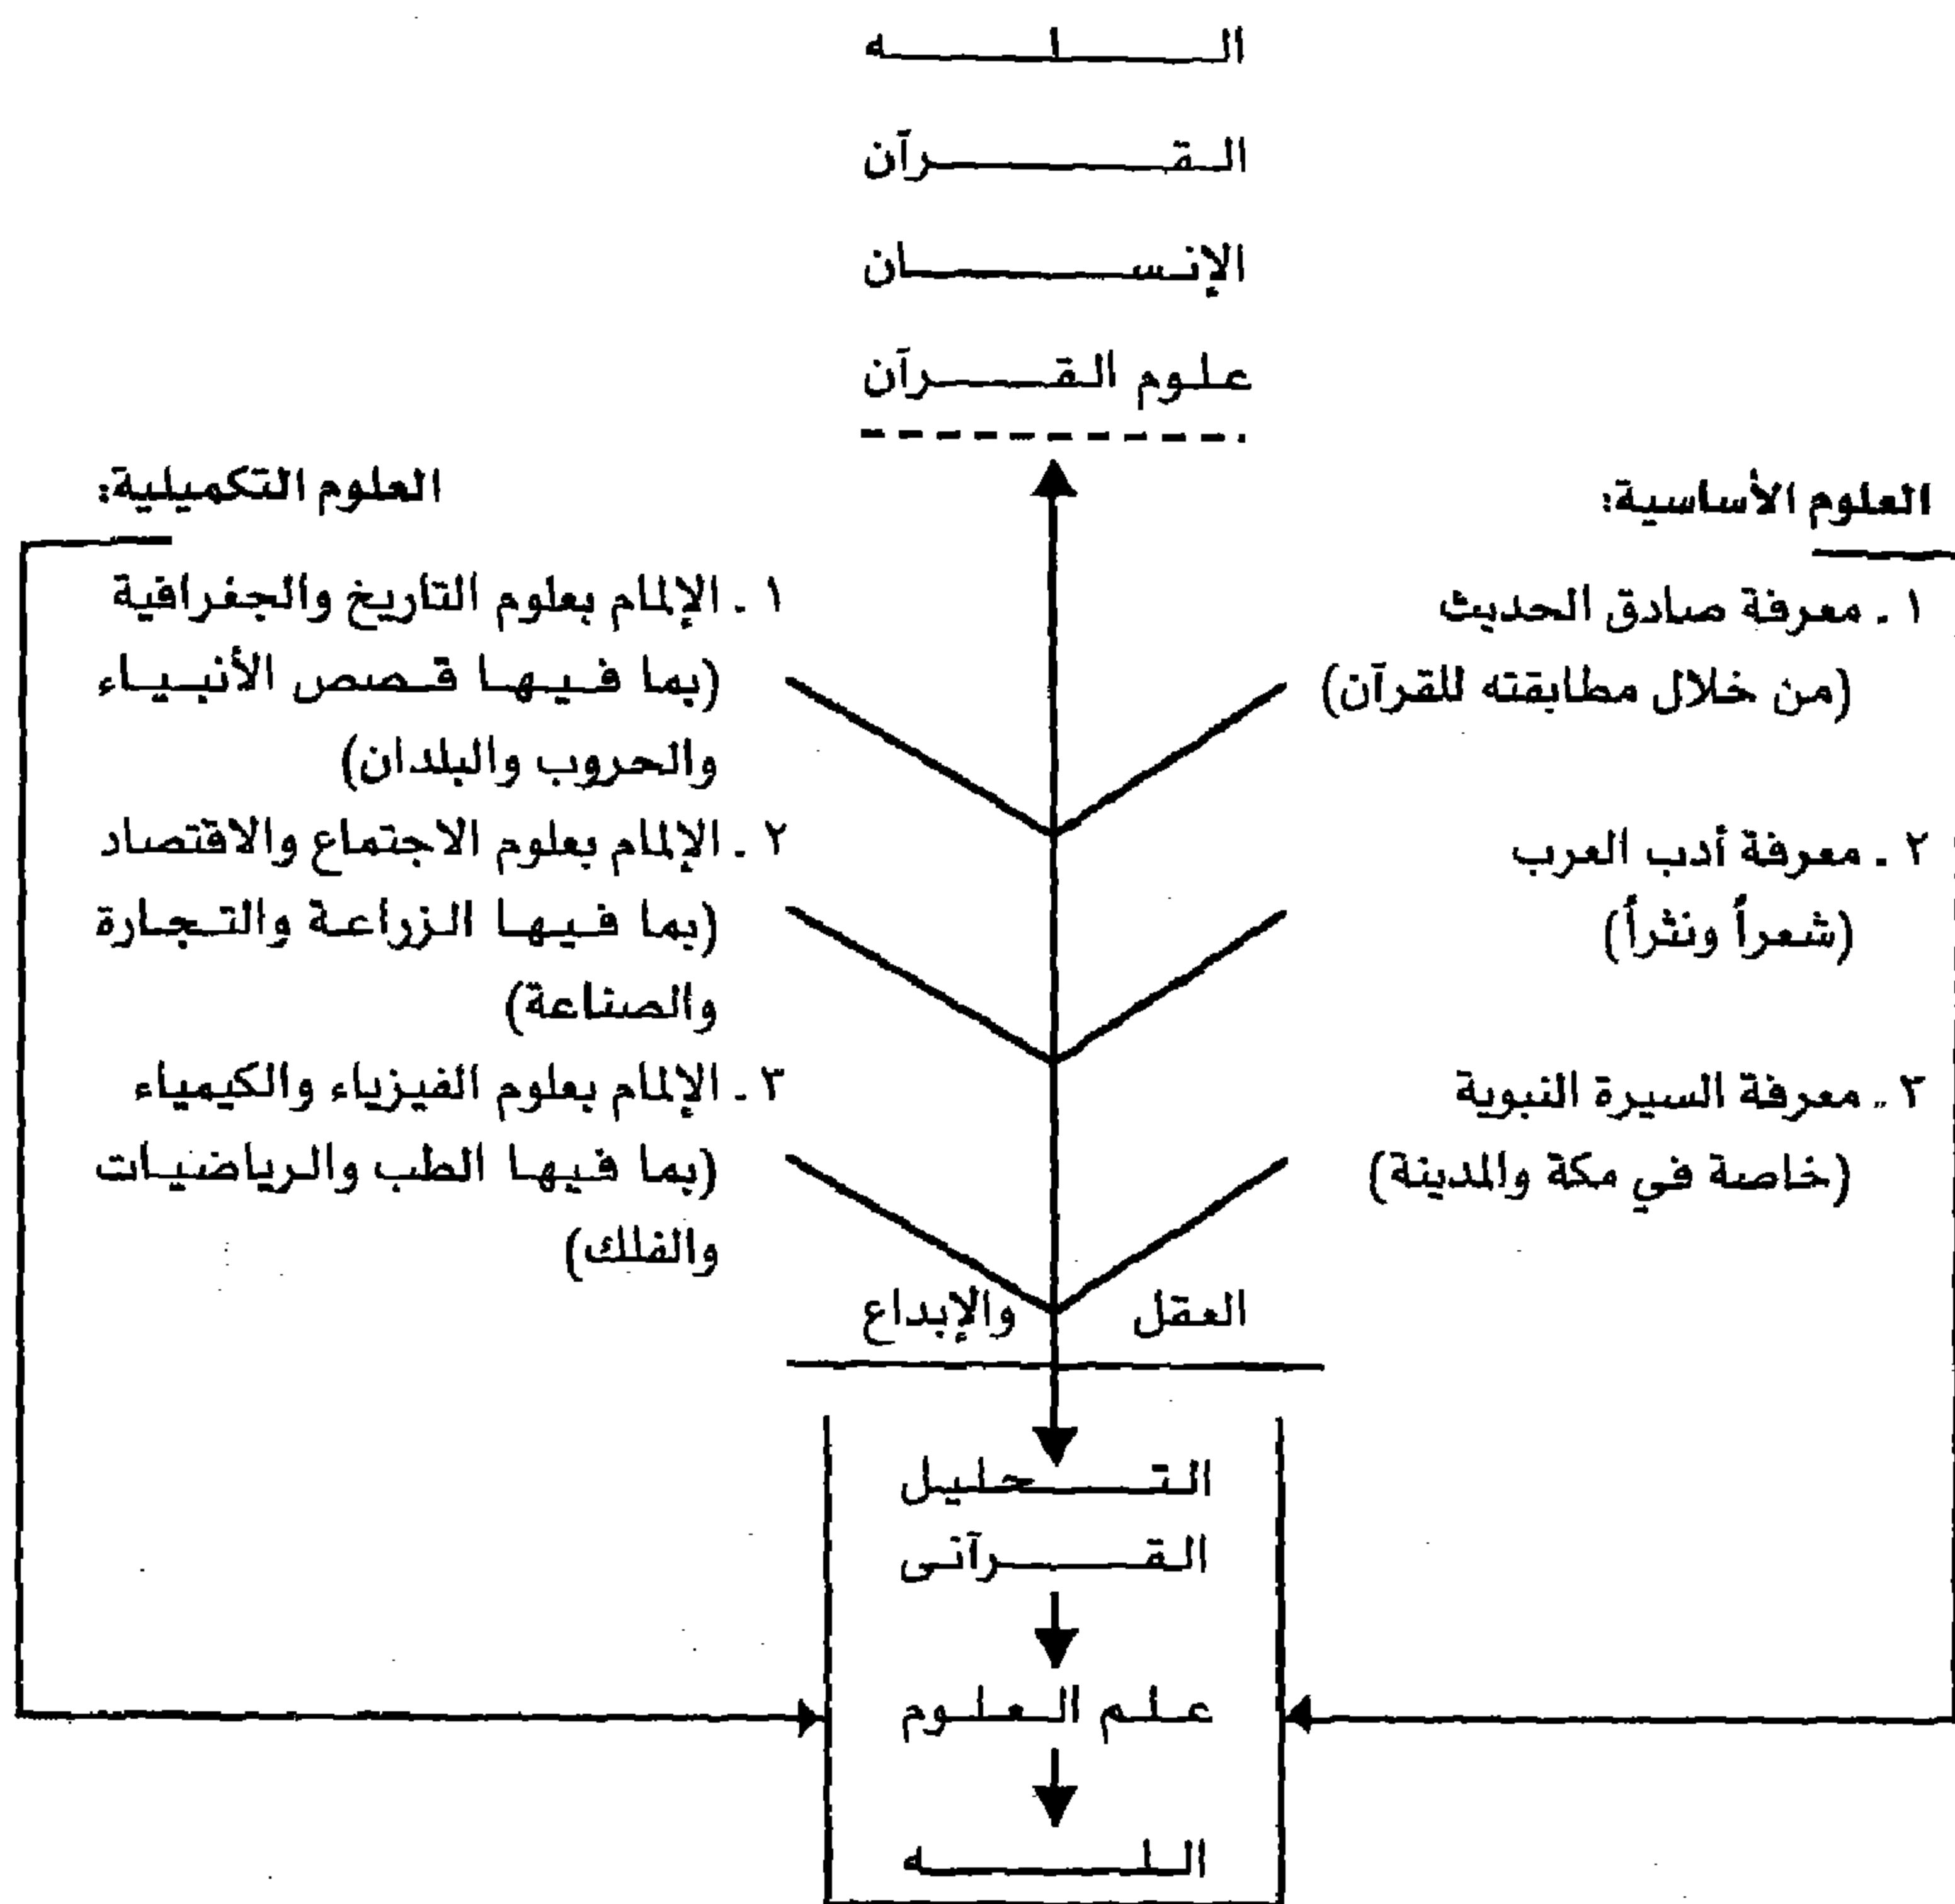 الله
القرآن
الإنسان
علوم القرآن
العلوم الأساسية:
١ . معرفة صادق الحديث
(من خلال مطابقته للقرآن)
٢ . معرفة أدب العرب
(شعراً ونثراً)
٣ . معرفة السيرة النبوية
(خاصة في مكة والمدينة)
العلوم التكميلية:
١ . الإلمام بعلوم التاريخ والجغرافية
(بما فيها قصص الأنبياء
والحروب والبلدان)
٢ . الإلمام بعلوم الاجتماع والاقتصاد
(بما فيها الزراعة والتجارة
والصناعة)
٣ . الإلمام بعلوم الفيزياء والكيمياء
(بما فيها الطب والرياضيات
والفلك)
العقل والإبداع
التحليل
القرآنى
علم العلوم
الله